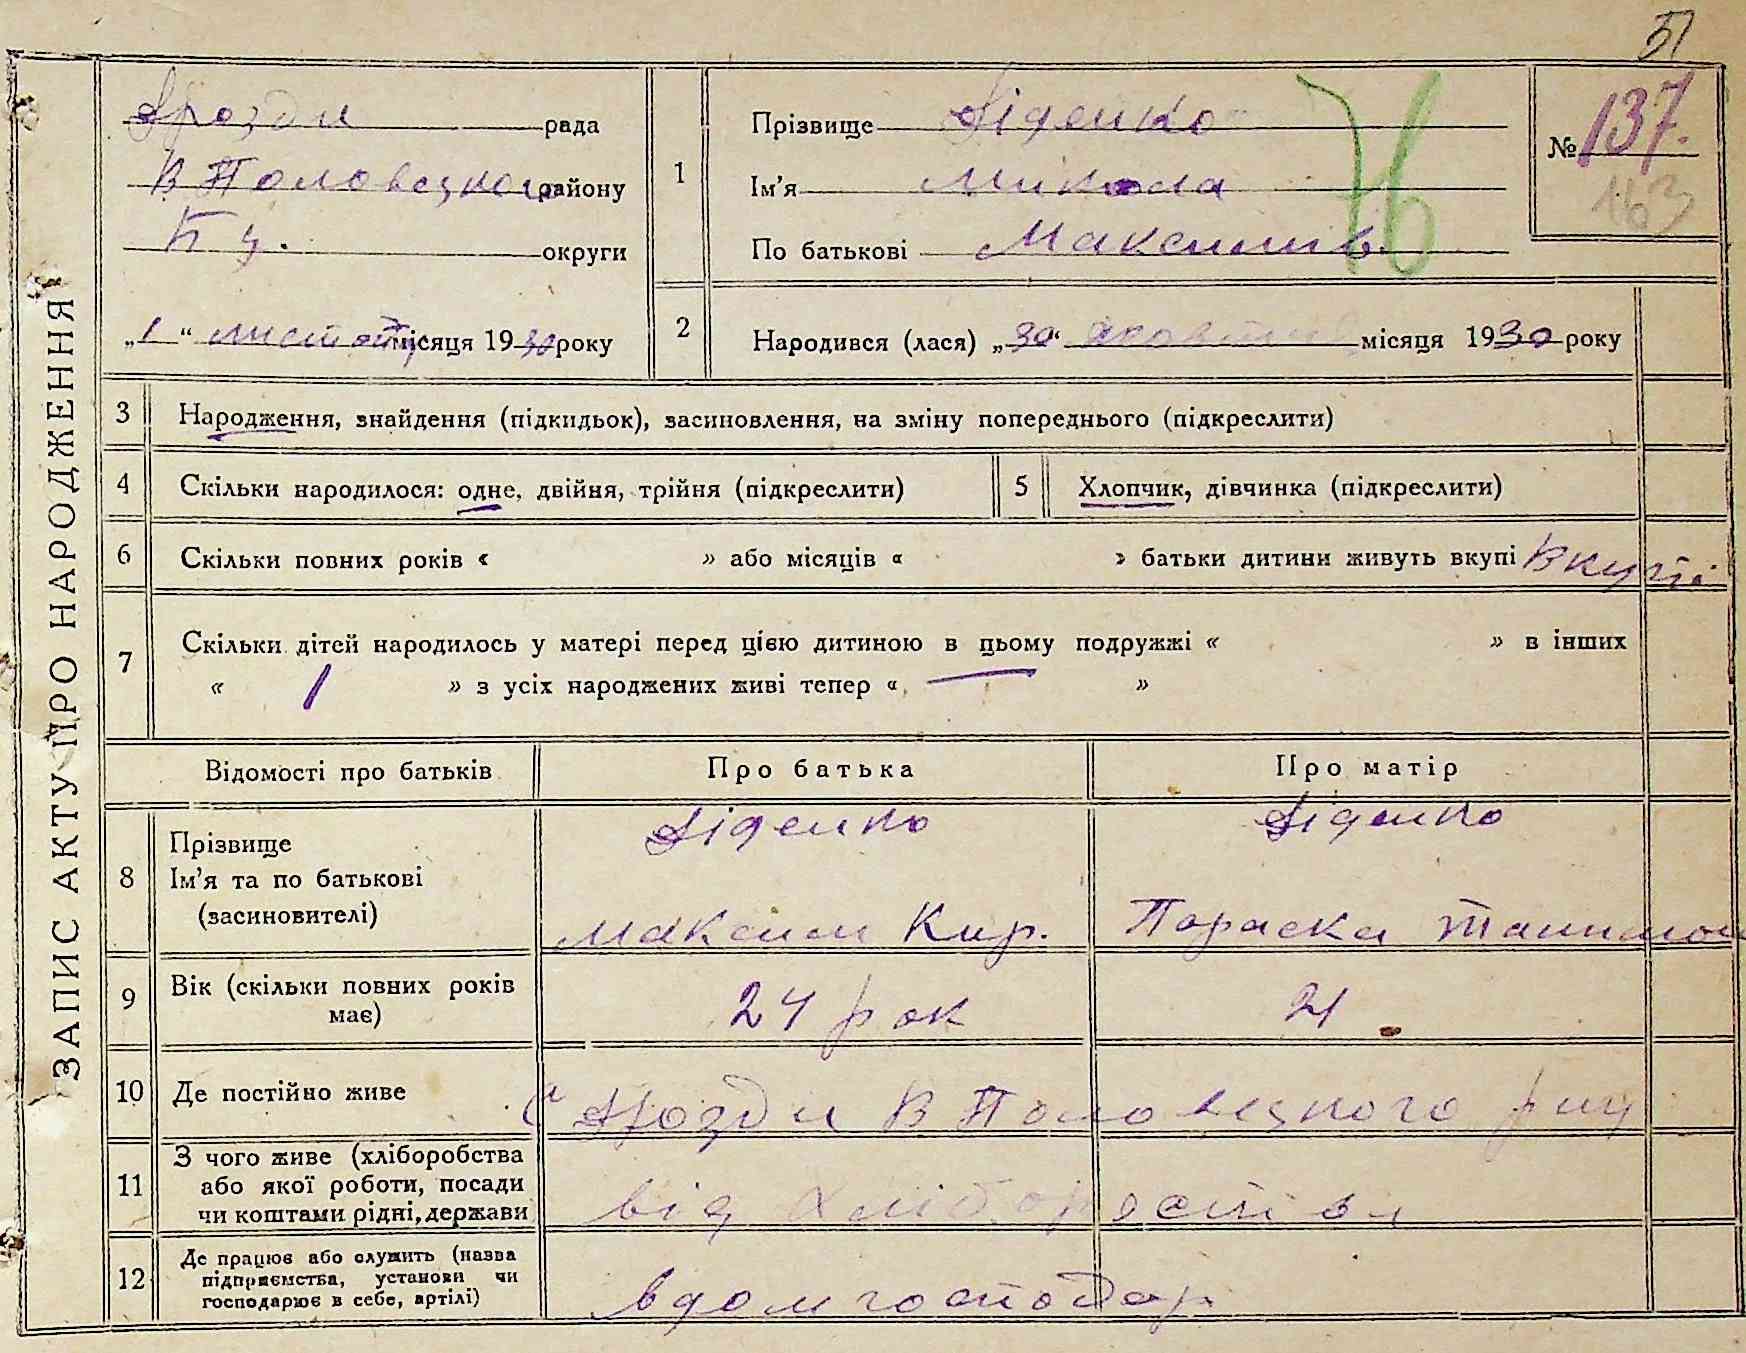 51
ЗАПИС АКТУ ПРО НАРОДЖЕННЯ
Дрозди рада
В Половецкого району
Б Ц. округи
„1“ листоп місяця 1930 року
1
Прізвище Діденко
Ім'я Микола
По батькові Максимів.
76
№ 137.
163
2
Народився (лася) „30“ жовтня місяця 1930 року
3 Народження, знайдення (підкидьок), засиновлення, на зміну попереднього (підкреслити)
4 Скільки народилося: одне, двійня, трійня (підкреслити)
5 Хлопчик, дівчинка (підкреслити)
6 Скільки повних років « » або місяців « » батьки дитини живуть вкупі Вкупі
7 Скільки дітей народилось у матері перед цією дитиною в цьому подружжі « » в інших
« 1 » з усіх народжених живі тепер « — »
Відомості про батьків
Про батька
Про матір
8
Прізвище
Ім'я та по батькові
(засиновителі)
Діденко
Максим Кир.
Діденко
Параска
9
Вік (скільки повних років
має)
24 рок
21
10 Де постійно живе
с Дрозди В Половецкого
11
З чого живе (хліборобства
або якої роботи, посади
чи коштами рідні, держави
від хліборобства
12
Де працює або служить (назва
підприємства, установи чи
господарює в себе, артілі)
в дом господар